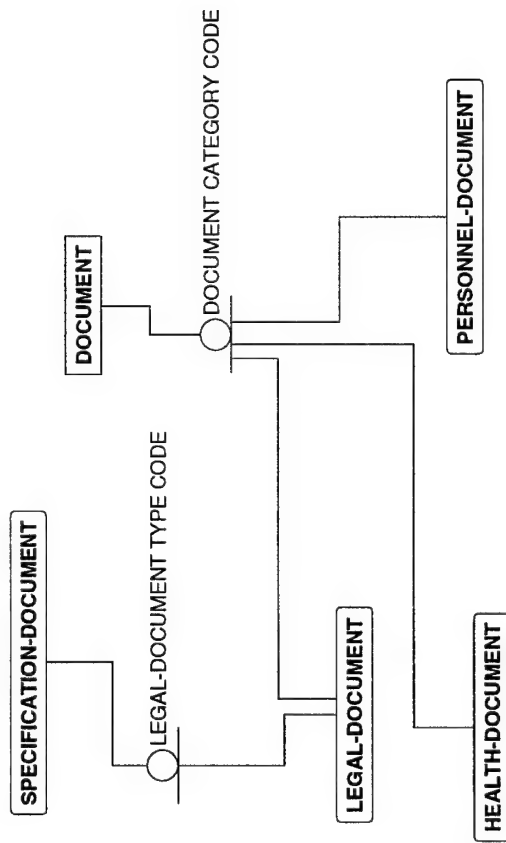 SPECIFICATION-DOCUMENT
DOCUMENT
LEGAL-DOCUMENT TYPE CODE
DOCUMENT CATEGORY CODE
LEGAL-DOCUMENT
PERSONNEL-DOCUMENT
HEALTH-DOCUMENT